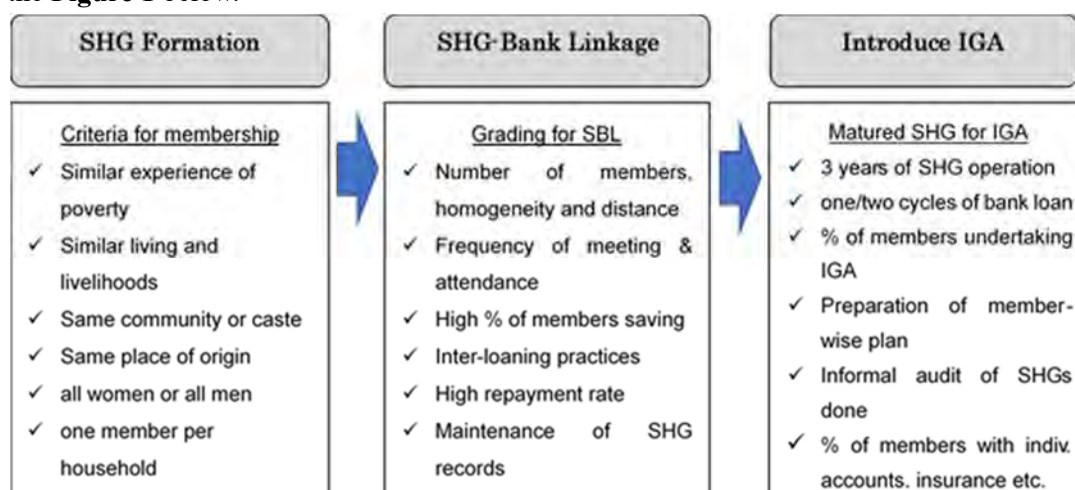 SHG Formation
Criteria for membership
✓ Similar experience of
poverty
✓ Similar living and
livelihoods
✓ Same community or caste
✓ Same place of origin
✓ all women or all men
✓ one member per
household
SHG-Bank Linkage
Grading for SBL
✓ Number of members,
homogeneity and distance
✓ Frequency of meeting &
attendance
✓ High % of members saving
✓ Inter-loaning practices
✓ High repayment rate
✓ Maintenance of SHG
records
Introduce IGA
Matured SHG for IGA
✓ 3 years of SHG operation
✓ one/two cycles of bank loan
✓ % of members undertaking
IGA
✓ Preparation of member-
wise plan
✓ Informal audit of SHGs
done
✓ % of members with indiv.
accounts, insurance etc.